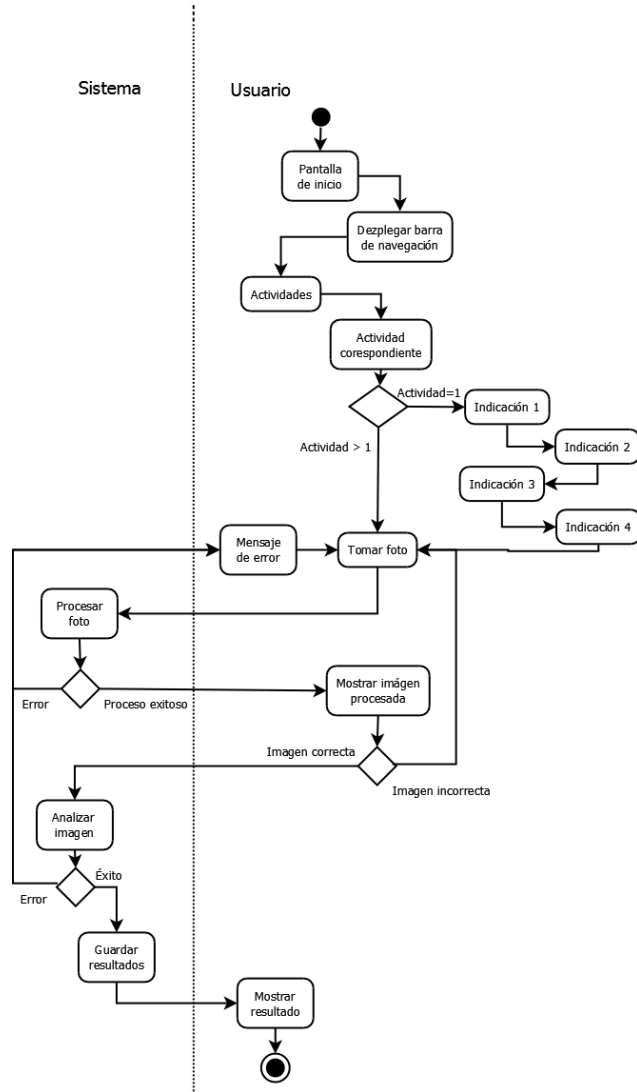 Sistema
Usuario
Pantalla
de inicio
Dezplegar barra
de navegación
Actividades
Actividad
corespondiente
Actividad=1
Indicación 1
Actividad > 1
Indicación 2
Indicación 3
Indicación 4
Mensaje
de error
Tomar foto
Procesar
foto
Error
Proceso exitoso
Mostrar imágen
procesada
Imagen correcta
Imagen incorrecta
Analizar
imagen
Error
Éxito
Guardar
resultados
Mostrar
resultado